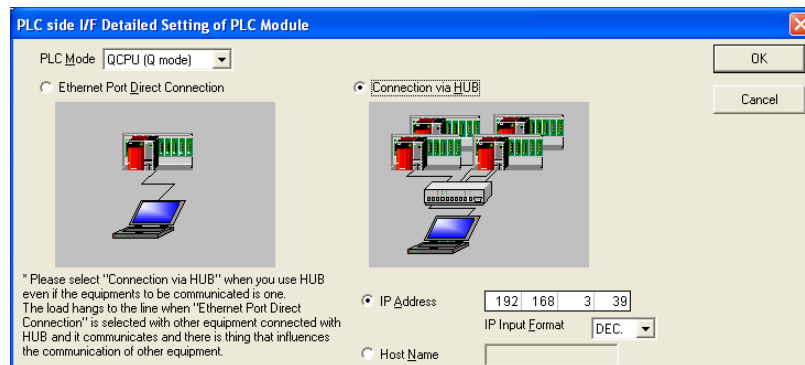 PLC side I/F Detailed Setting of PLC Module
PLC Mode QCPU (Q mode)
OK
Ethernet Port Direct Connection
Connection via HUB
Cancel
* Please select "Connection via HUB" when you use HUB
even if the equipments to be communicated is one.
The load hangs to the line when "Ethernet Port Direct
Connection" is selected with other equipment connected with
HUB and it communicates and there is thing that influences
the communication of other equipment.
IP Address 192 168 3 39
IP Input Format DEC.
Host Name